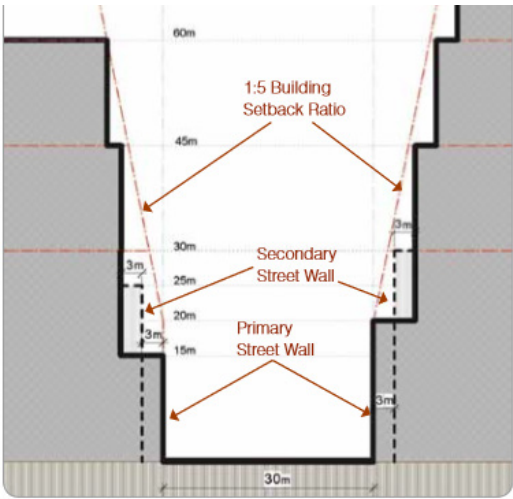 60m
1:5 Building
Setback Ratio
45m
3m
30m
Secondary
Street Wall
3m
25m
20m
Primary
Street Wall
3m
15m
3m
30m